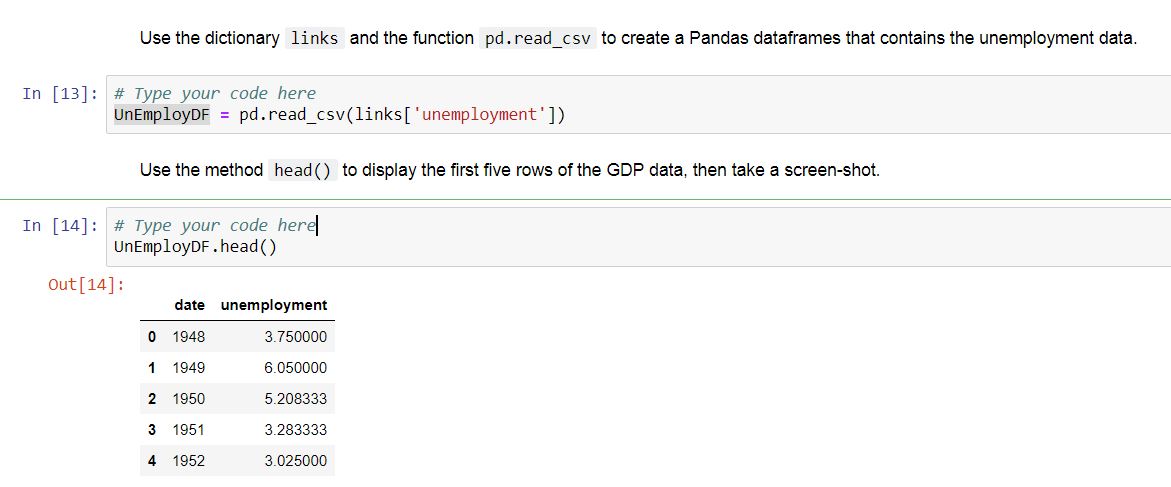 Use the dictionary links and the function pd.read_csv to create a Pandas dataframes that contains the unemployment data.
In [13]: # Type your code here
UnEmployDF = pd.read_csv(links['unemployment'])
Use the method head() to display the first five rows of the GDP data, then take a screen-shot.
In [14]: # Type your code here
UnEmployDF.head()
Out[14]:
date unemployment
0 1948 3.750000
1 1949 6.050000
2 1950 5.208333
3 1951 3.283333
4 1952 3.025000